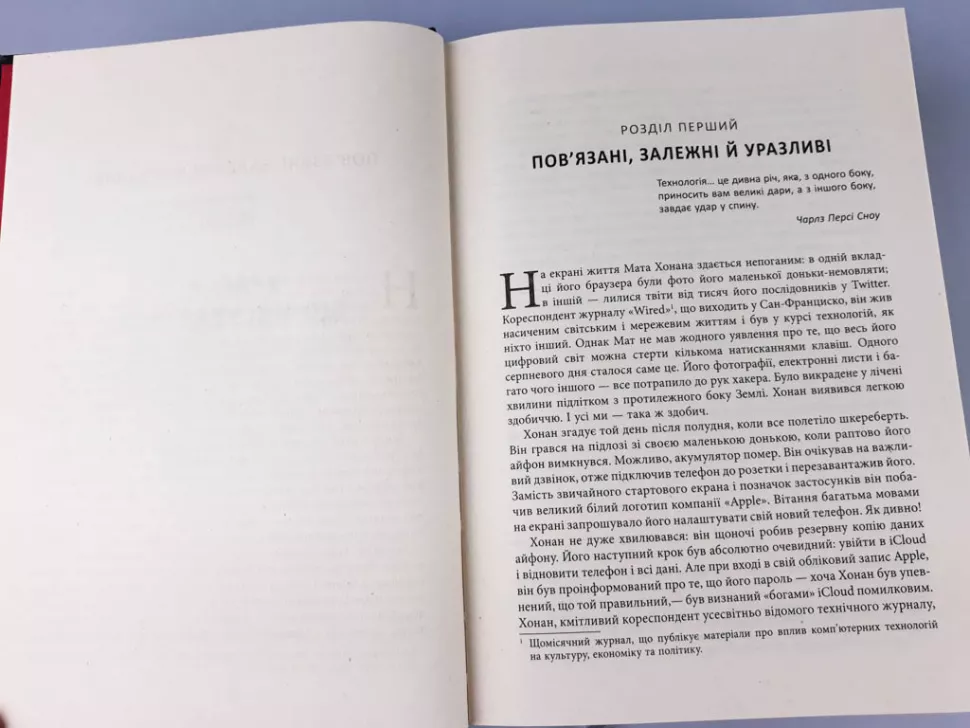 РОЗДІЛ ПЕРШИЙ
ПОВ’ЯЗАНІ, ЗАЛЕЖНІ Й УРАЗЛИВІ
Технологія... це дивна річ, яка, з одного боку,
приносить вам великі дари, а з іншого боку,
завдає удар у спину.
Чарлз Персі Сноу
На екрані життя Мата Хонана здається непоганим: в одній вклад-
ці його браузера були фото його маленької доньки-немовляти;
в іншій — лилися твіти від тисяч його послідовників у Twitter.
Кореспондент журналу «Wired»¹, що виходить у Сан-Франциско, він жив
насиченим світським і мережевим життям і був у курсі технологій, як
ніхто інший. Однак Мат не мав жодного уявлення про те, що весь його
цифровий світ можна стерти кількома натисканнями клавіш. Одного
серпневого дня сталося саме це. Його фотографії, електронні листи і ба-
гато чого іншого — все потрапило до рук хакера. Було викрадене у лічені
хвилини підлітком з протилежного боку Землі. Хонан виявився легкою
здобиччю. І усі ми — така ж здобич.
Хонан згадує той день після полудня, коли все полетіло шкереберть.
Він грався на підлозі зі своєю маленькою донькою, коли раптово його
айфон вимкнувся. Можливо, акумулятор помер. Він очікував на важли-
вий дзвінок, отже підключив телефон до розетки і перезавантажив його.
Замість звичайного стартового екрана і позначок застосунків він поба-
чив великий білий логотип компанії «Apple». Вітання багатьма мовами
на екрані запрошувало його налаштувати свій новий телефон. Як дивно!
Хонан не дуже хвилювався: він щоночі робив резервну копію даних
айфону. Його наступний крок був абсолютно очевидний: увійти в iCloud
і відновити телефон і всі дані. Але при вході в свій обліковий запис Apple,
він був проінформований про те, що його пароль — хоча Хонан був упев-
нений, що той правильний,— був визнаний «богами» iCloud помилковим.
Хонан, кмітливий кореспондент усесвітньо відомого технічного журналу,
¹ Щомісячний журнал, що публікує матеріали про вплив комп’ютерних технологій
на культуру, економіку та політику.